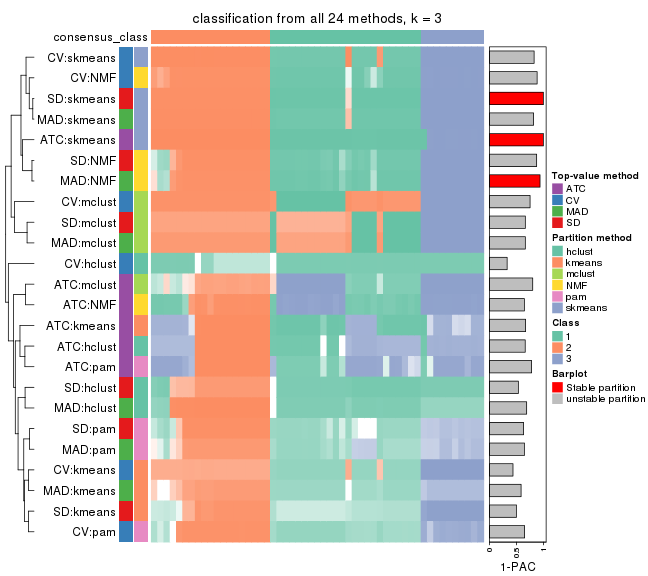 classification from all 24 methods, k = 3
consensus_class
CV:skmeans
CV:NMF
SD:skmeans
MAD:skmeans
ATC:skmeans
SD:NMF
MAD:NMF
CV:mclust
SD:mclust
MAD:mclust
CV:hclust
ATC:mclust
ATC:NMF
ATC:kmeans
ATC:hclust
ATC:pam
SD:hclust
MAD:hclust
SD:pam
MAD:pam
CV:kmeans
MAD:kmeans
SD:kmeans
CV:pam
0
0.5
1
1-PAC
Top-value method
ATC
CV
MAD
SD
Partition method
hclust
kmeans
mclust
NMF
pam
skmeans
Class
1
2
3
Barplot
Stable partition
unstable partition